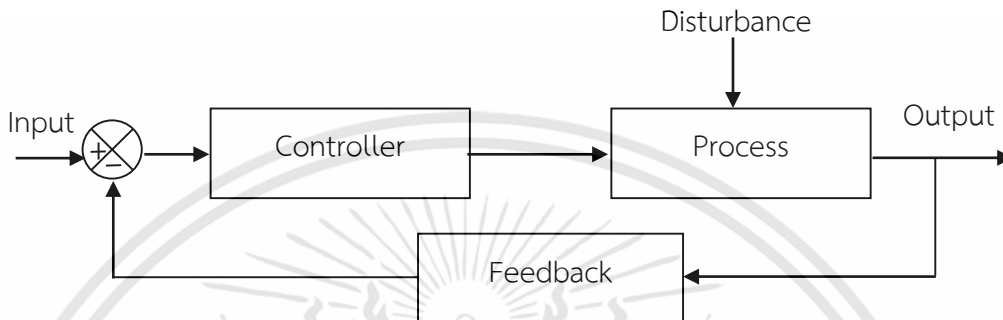 Disturbance
Input
+
−
Controller
Process
Output
Feedback